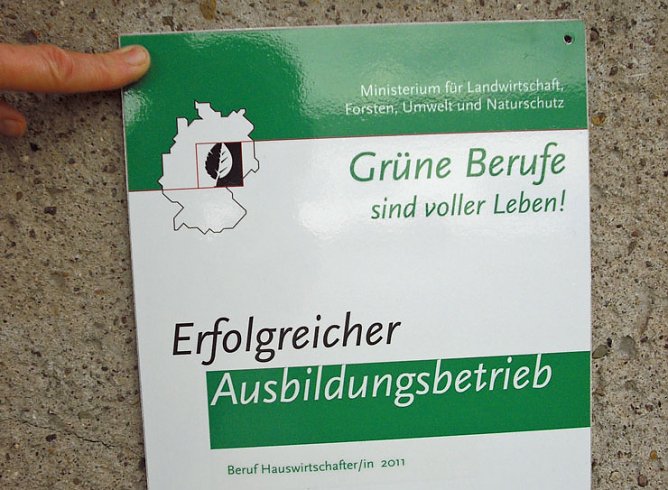 Ministerium für Landwirtschaft,
Forsten, Umwelt und Naturschutz
Grüne Berufe
sind voller Leben!
Erfolgreicher
Ausbildungsbetrieb
Beruf Hauswirtschafter/in 2011